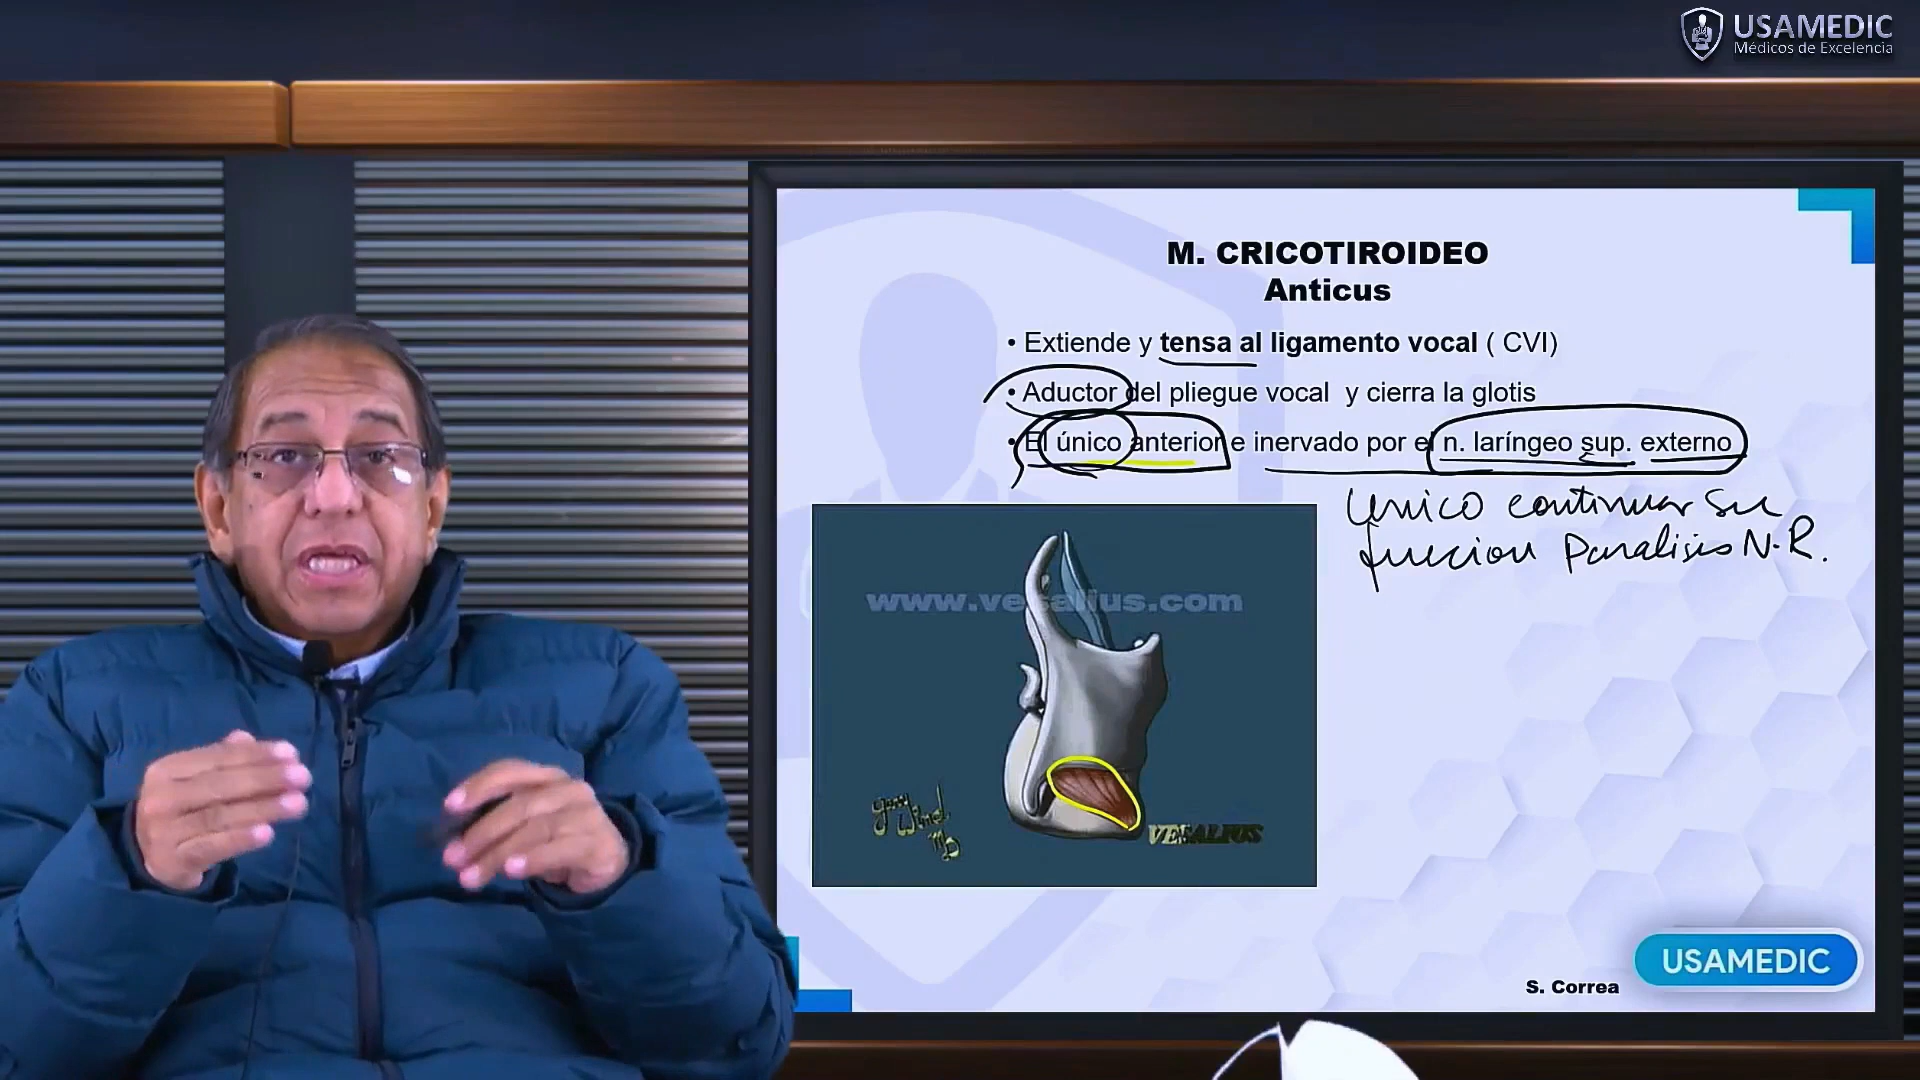 USAMEDIC
Médicos de Excelencia
M. CRICOTIROIDEO
Anticus
• Extiende y tensa al ligamento vocal ( CVI)
• Aductor del pliegue vocal y cierra la glotis
• El único anterior e inervado por el n. laríngeo sup. externo
Unico continuar su
funcion Paralisis N.R.
www.vesalius.com
VESALIUS
S. Correa
USAMEDIC